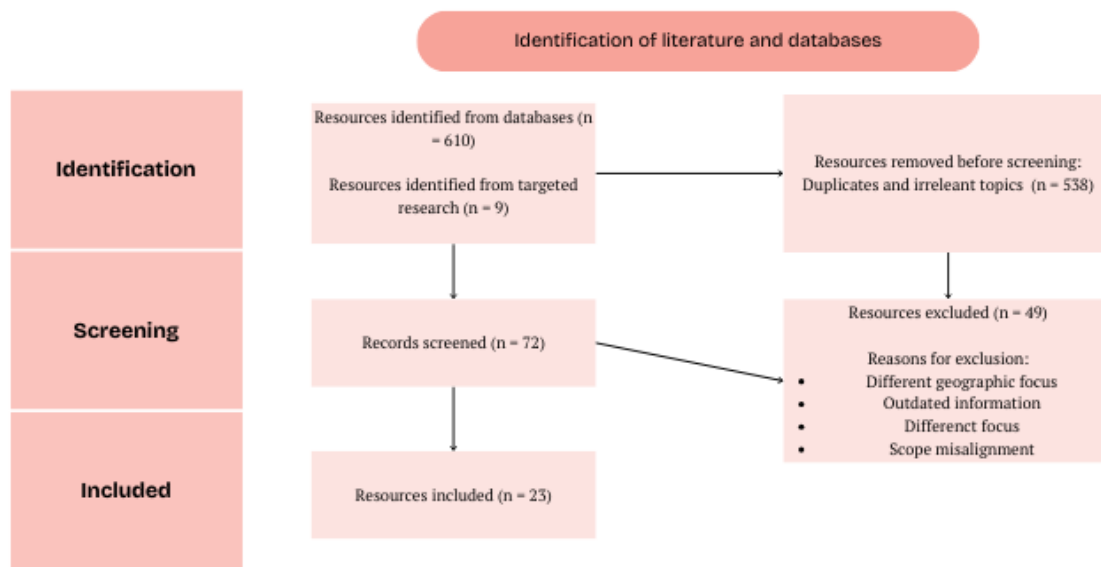 Identification of literature and databases
Identification
Resources identified from databases (n
= 610)
Resources identified from targeted
research (n = 9)
Resources removed before screening:
Duplicates and irreleant topics (n = 538)
Screening
Records screened (n = 72)
Resources excluded (n = 49)
Reasons for exclusion:
• Different geographic focus
• Outdated information
• Differenct focus
• Scope misalignment
Included
Resources included (n = 23)